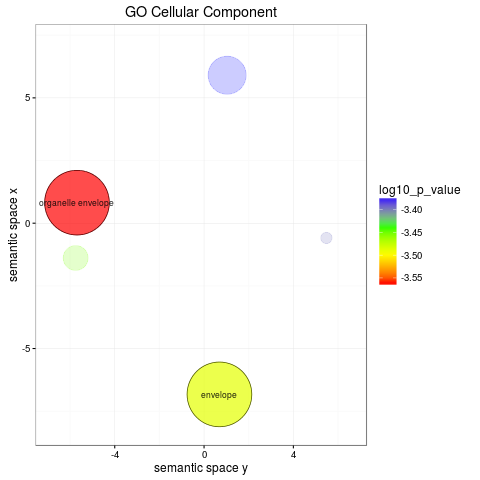 GO Cellular Component
5
0
-5
semantic space x
organelle envelope
envelope
-4
0
4
semantic space y
log10_p_value
-3.40
-3.45
-3.50
-3.55